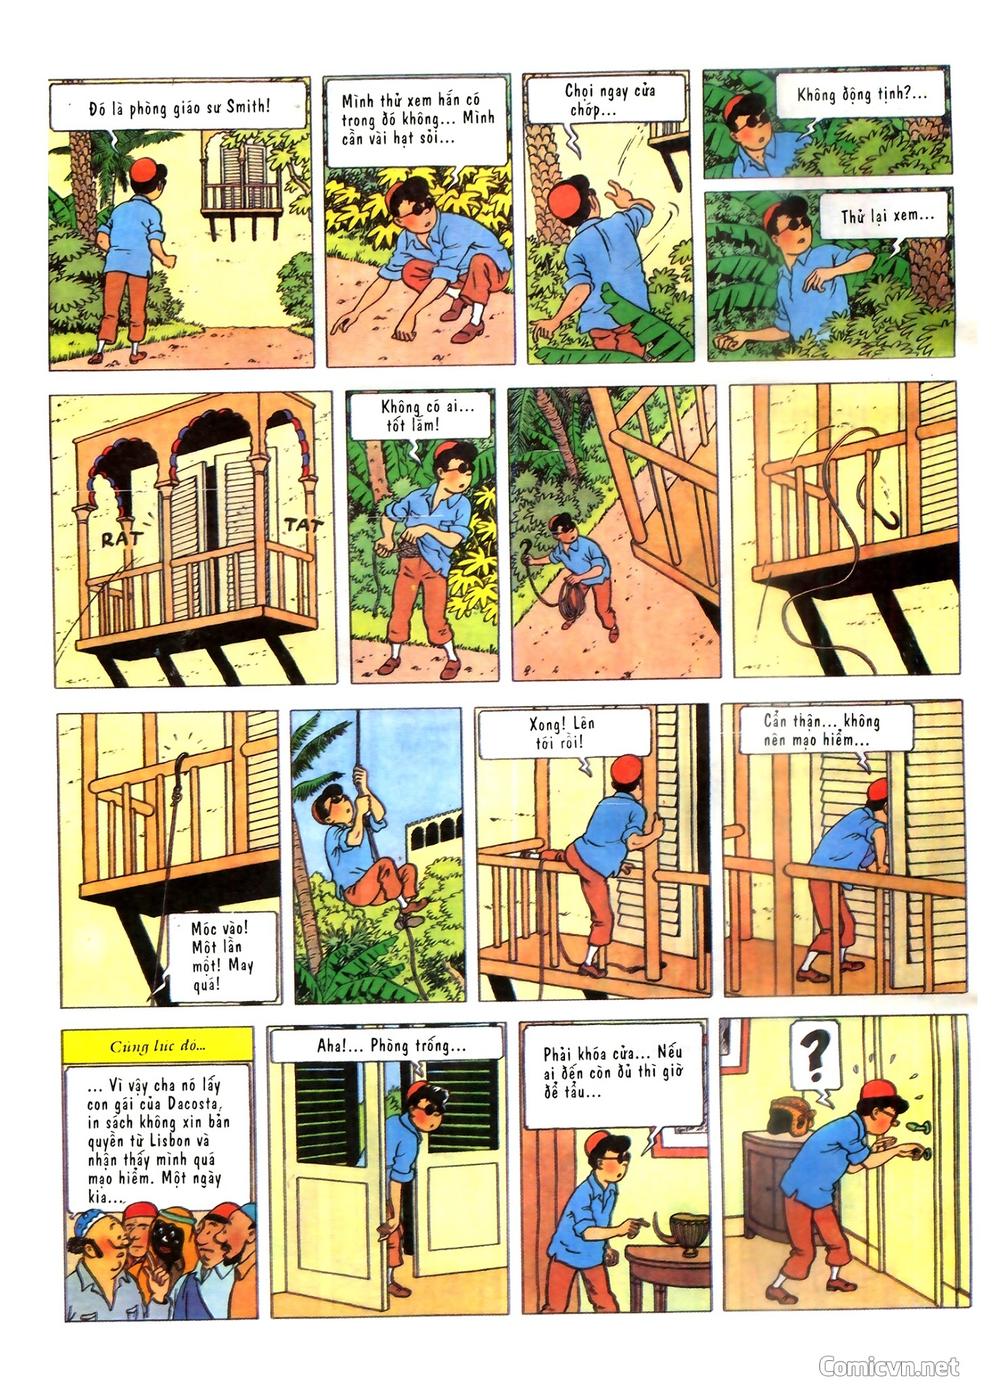 Đó là phòng giáo sư Smith!
Mình thử xem hắn có
trong đó không... Mình
cần vài hạt sỏi...
Chọi ngay cửa
chớp...
Không động tịnh?...
Thử lại xem...
RAT
TAT
Không có ai...
tốt lắm!
Móc vào!
Một lần
một! May
quá!
Xong! Lên
tới rồi!
Cẩn thận... không
nên mạo hiểm...
Cùng lúc đó...
... Vì vậy cha nó lấy
con gái của Dacosta,
in sách không xin bản
quyền từ Lisbon và
nhận thấy mình quá
mạo hiểm. Một ngày
kia...
Aha!... Phòng trống...
Phải khóa cửa... Nếu
ai đến còn đủ thì giờ
để tẩu...
?
Comicvn.net